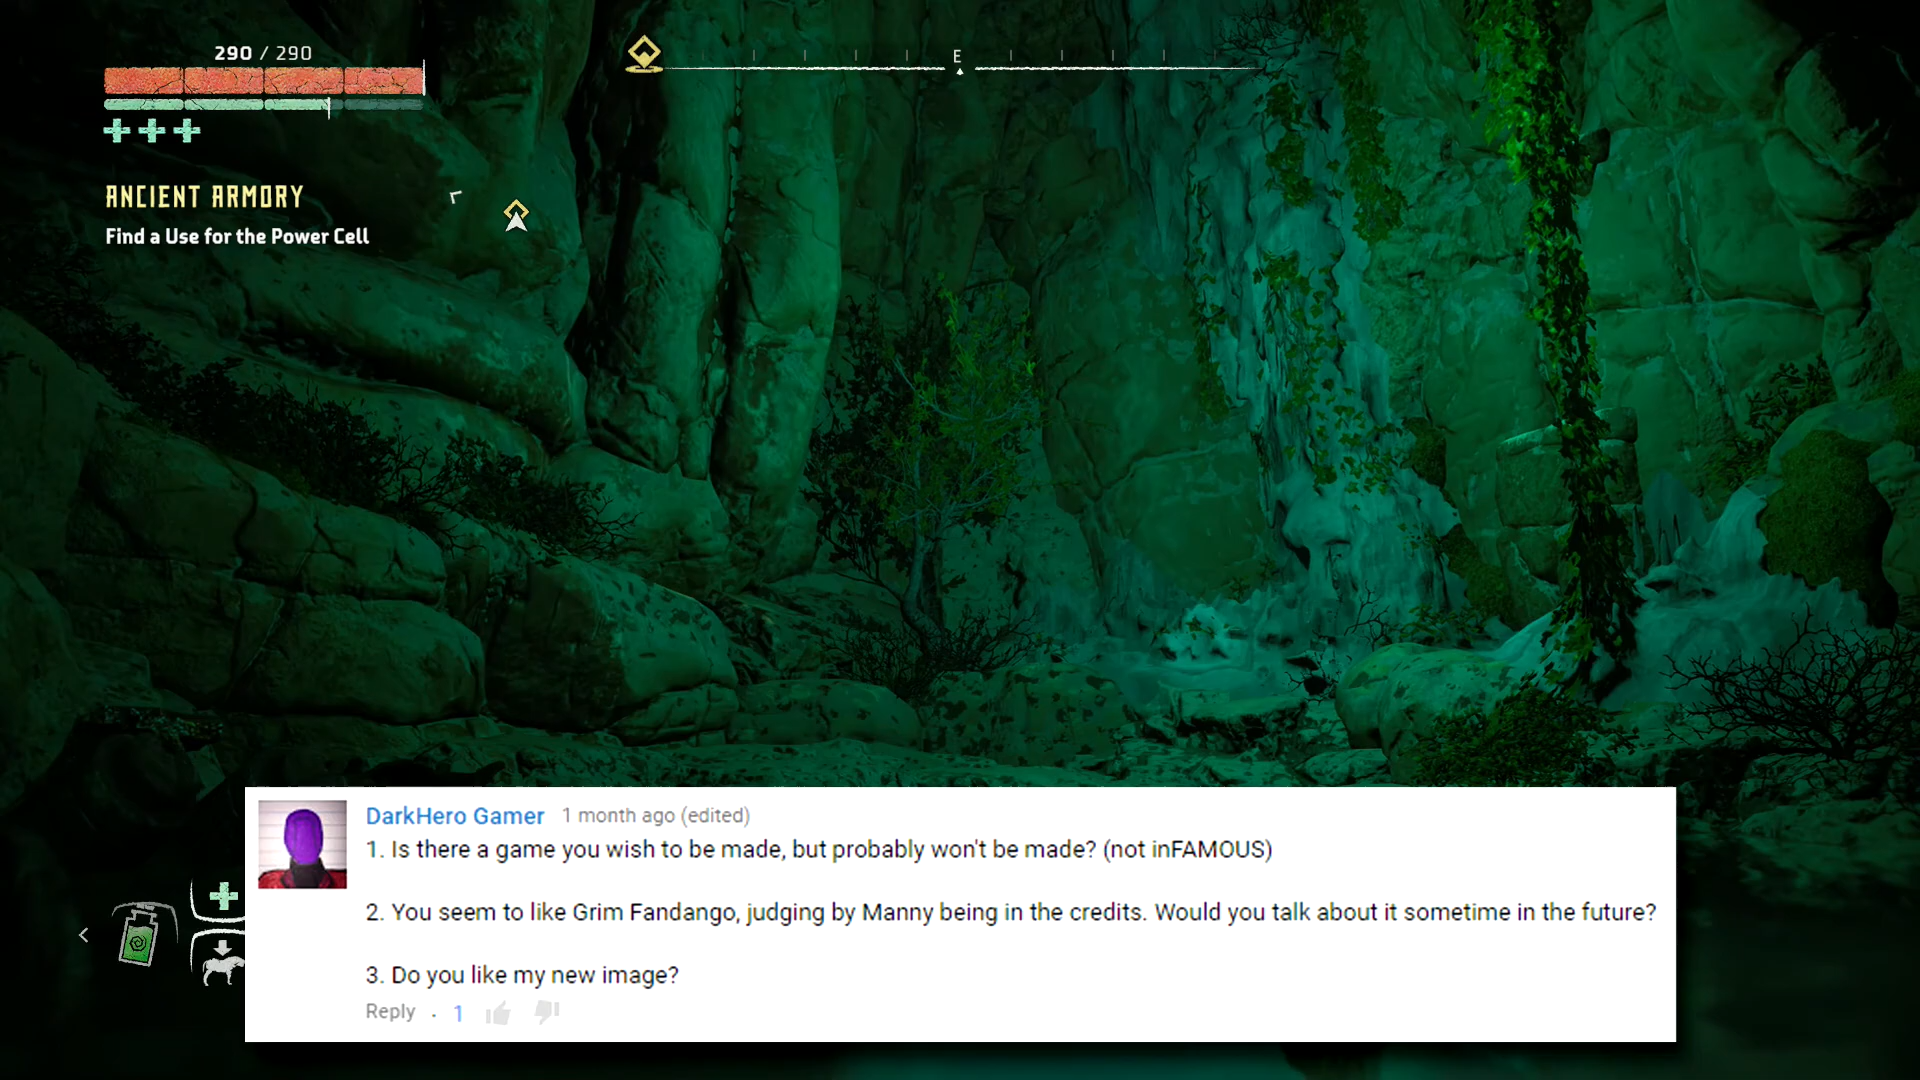 290 / 290
E
ANCIENT ARMORY
Find a Use for the Power Cell
DarkHero Gamer 1 month ago (edited)
1. Is there a game you wish to be made, but probably won't be made? (not inFAMOUS)
2. You seem to like Grim Fandango, judging by Manny being in the credits. Would you talk about it sometime in the future?
3. Do you like my new image?
Reply · 1